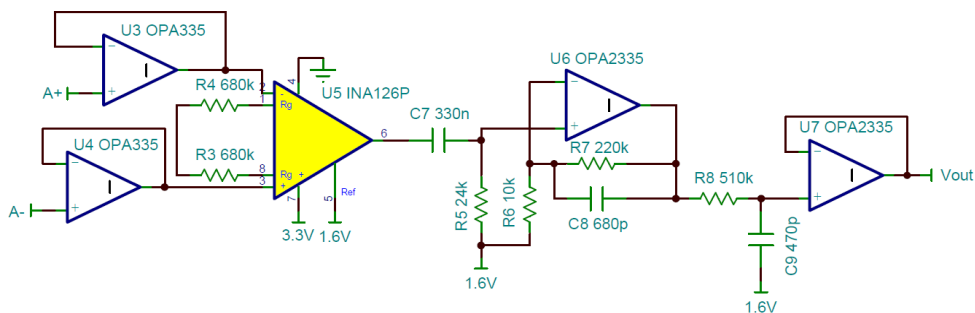 U3 OPA335
−
+
A+
R4 680k
R3 680k
U4 OPA335
−
+
A-
4
U5 INA126P
2
-
1
Rg
8
Rg
+
3
+
6
7
5
Ref
3.3V
1.6V
C7 330n
R5 24k
R6 10k
1.6V
U6 OPA2335
−
+
R7 220k
C8 680p
R8 510k
C9 470p
1.6V
U7 OPA2335
−
+
Vout